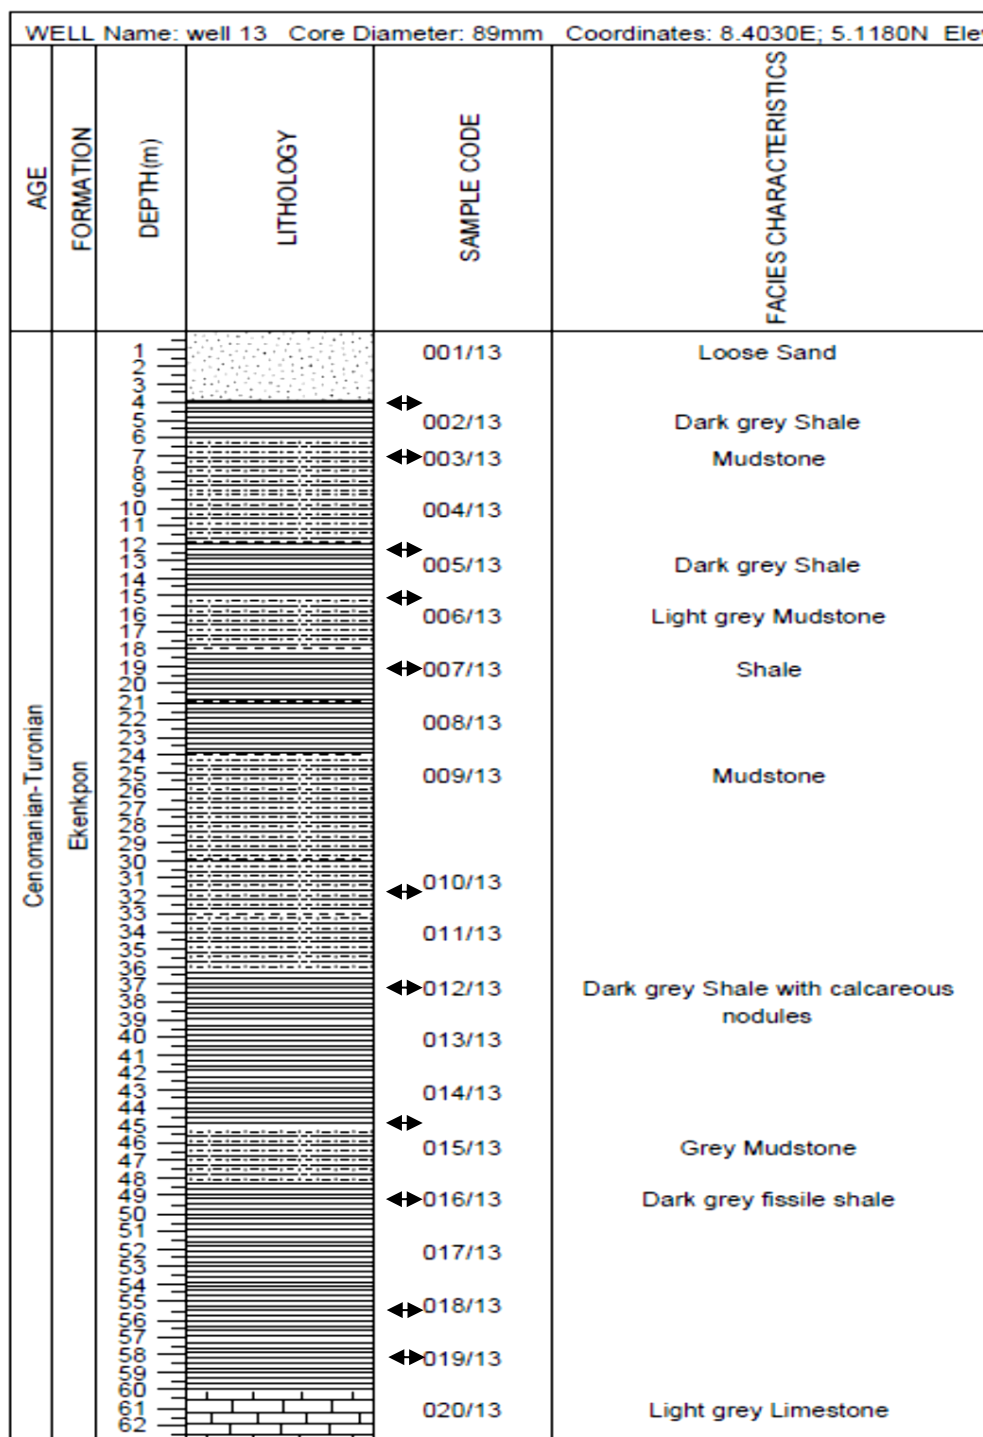 WELL Name: well 13 Core Diameter: 89mm Coordinates: 8.4030E; 5.1180N Ele
AGE
FORMATION
DEPTH(m)
LITHOLOGY
SAMPLE CODE
FACIES CHARACTERISTICS
Cenomanian-Turonian
Ekenkpon
1 001/13 Loose Sand
2
3
4
5 002/13 Dark grey Shale
6
7 003/13 Mudstone
8
9
10 004/13
11
12
13 005/13 Dark grey Shale
14
15
16 006/13 Light grey Mudstone
17
18
19 007/13 Shale
20
21
22 008/13
23
24
25 009/13 Mudstone
26
27
28
29
30
31 010/13
32
33
34 011/13
35
36
37 012/13 Dark grey Shale with calcareous
38 nodules
39
40 013/13
41
42
43 014/13
44
45
46 015/13 Grey Mudstone
47
48
49 016/13 Dark grey fissile shale
50
51
52 017/13
53
54
55 018/13
56
57
58 019/13
59
60
61 020/13 Light grey Limestone
62